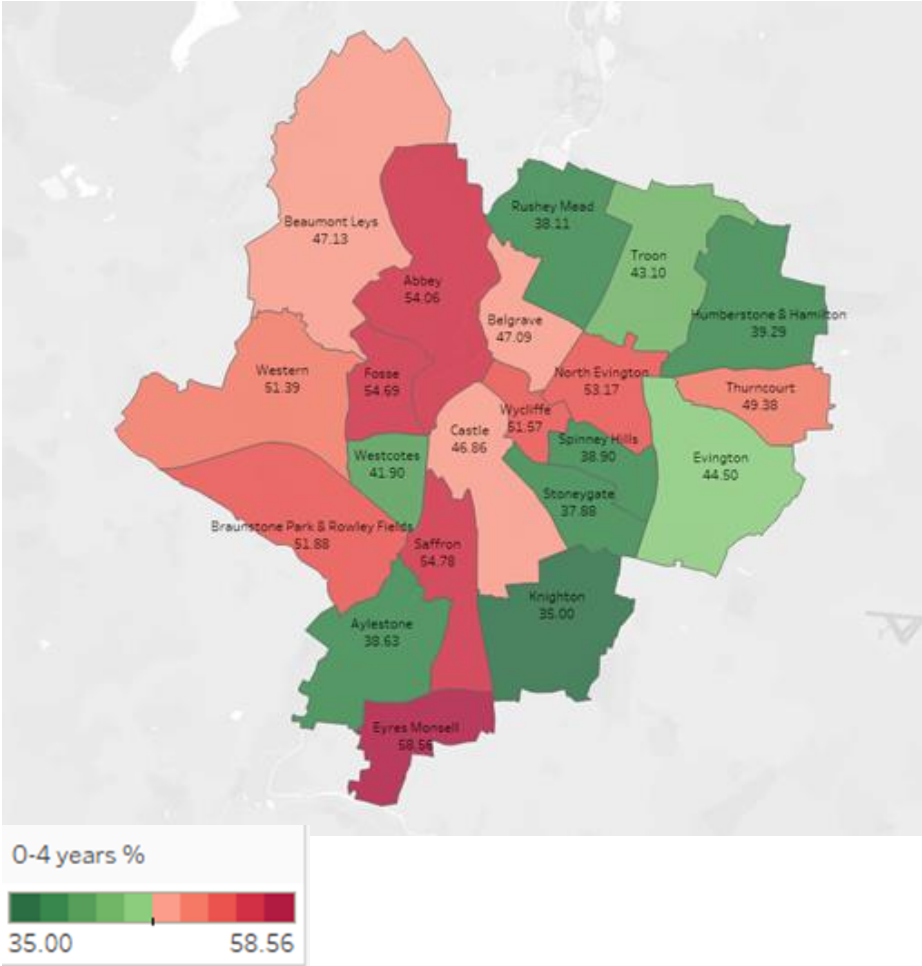 Rushey Mead
38.11
Beaumont Leys
47.13
Troon
43.10
Abbey
54.06
Humberstone & Hamilton
39.29
Belgrave
47.09
Western
51.39
Fosse
54.69
North Evington
53.17
Thurncourt
49.38
Wycliffe
51.57
Castle
46.86
Spinney Hills
38.90
Westcotes
41.90
Evington
44.50
Stoneygate
37.88
Braunstone Park & Rowley Fields
51.88
Saffron
54.78
Knighton
35.00
Aylestone
38.63
Eyres Monsell
58.56
0-4 years %
35.00 58.56